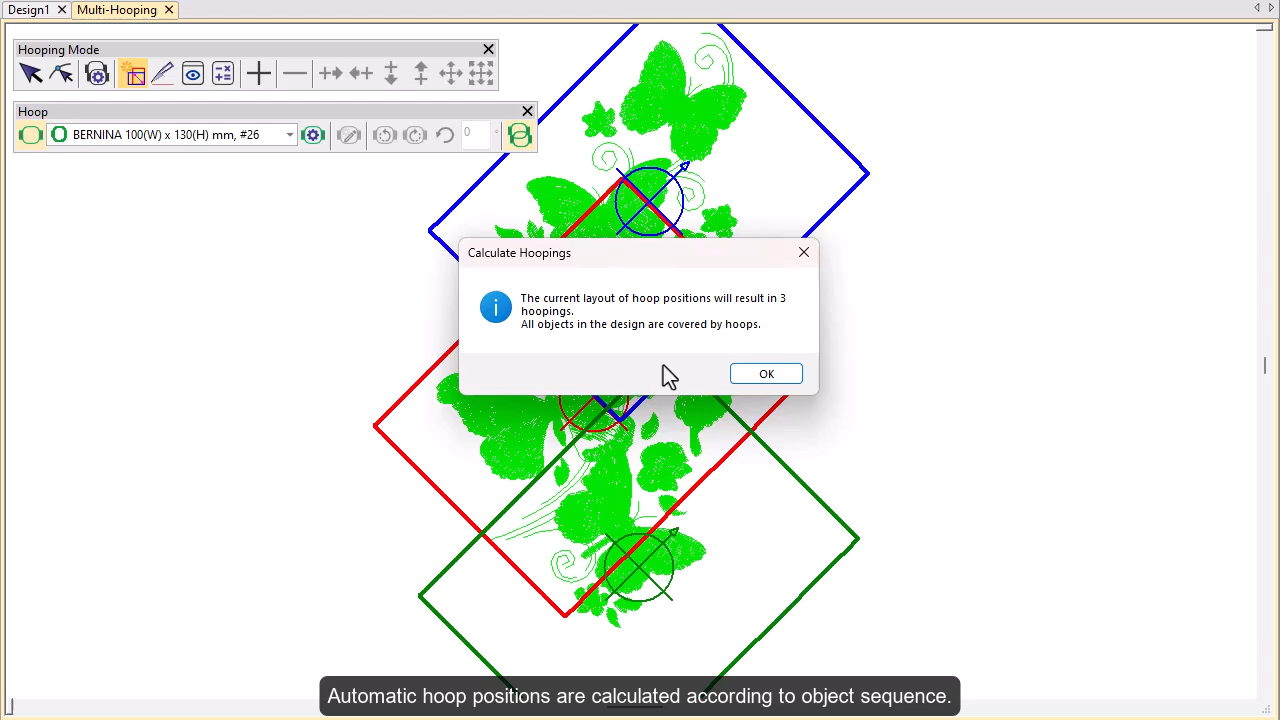 Design1
Multi-Hooping
Hooping Mode
Hoop
BERNINA 100(W) x 130(H) mm, #26
0
°
Calculate Hoopings
The current layout of hoop positions will result in 3
hoopings.
All objects in the design are covered by hoops.
OK
Automatic hoop positions are calculated according to object sequence.